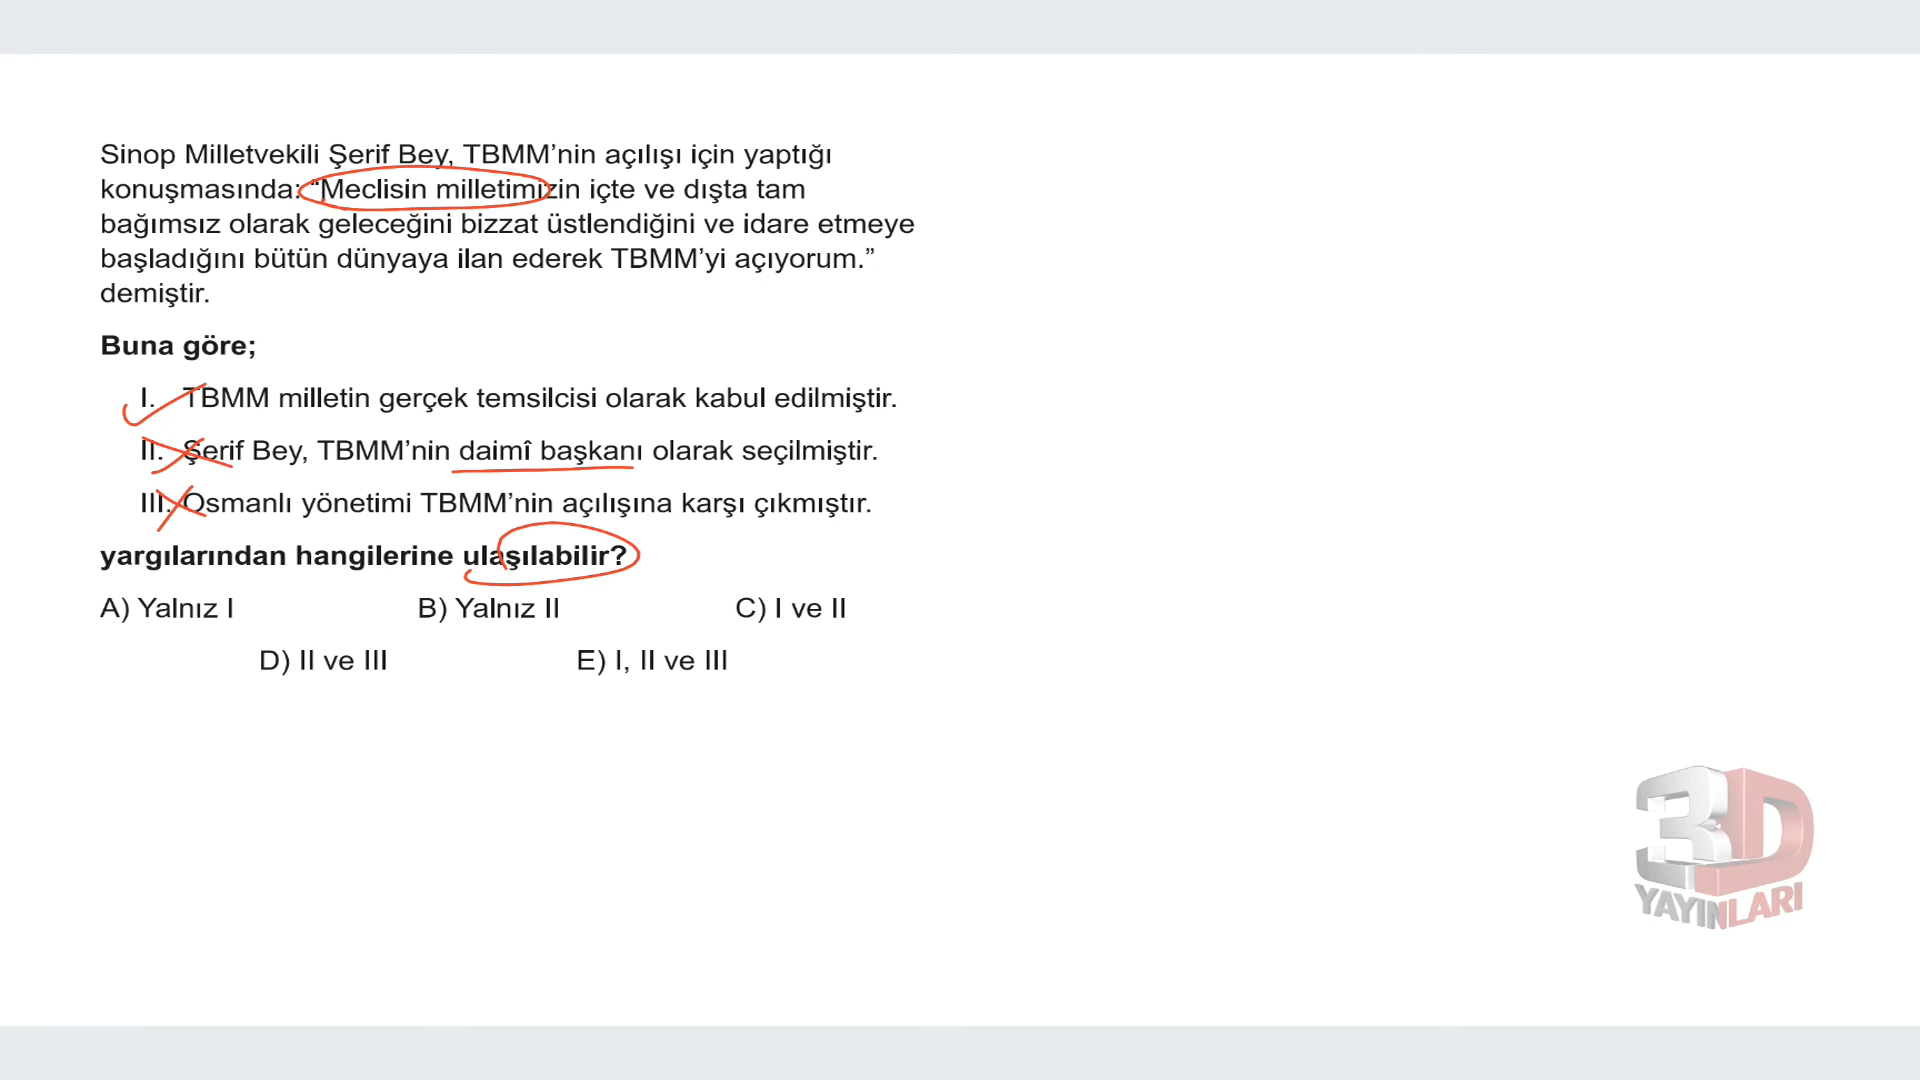 Sinop Milletvekili Şerif Bey, TBMM’nin açılışı için yaptığı
konuşmasında: “Meclisin milletimizin içte ve dışta tam
bağımsız olarak geleceğini bizzat üstlendiğini ve idare etmeye
başladığını bütün dünyaya ilan ederek TBMM’yi açıyorum.”
demiştir.
Buna göre;
I. TBMM milletin gerçek temsilcisi olarak kabul edilmiştir.
II. Şerif Bey, TBMM’nin daimî başkanı olarak seçilmiştir.
III. Osmanlı yönetimi TBMM’nin açılışına karşı çıkmıştır.
yargılarından hangilerine ulaşılabilir?
A) Yalnız I B) Yalnız II C) I ve II
D) II ve III E) I, II ve III
3D
YAYINLARI